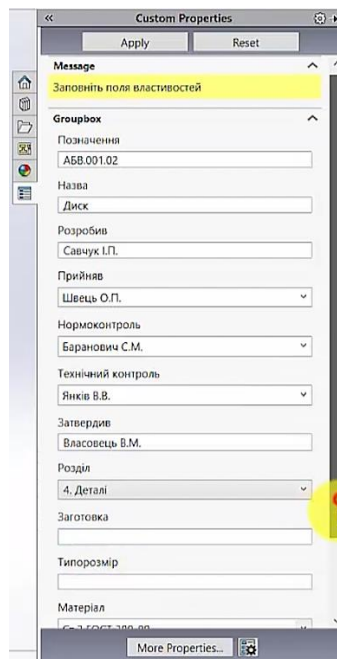 «
Custom Properties
Apply Reset
Message
Заповніть поля властивостей
Groupbox
Позначення
АБВ.001.02
Назва
Диск
Розробив
Савчук І.П.
Прийняв
Швець О.П.
Нормоконтроль
Баранович С.М.
Технічний контроль
Янків В.В.
Затвердив
Власовець В.М.
Розділ
4. Деталі
Заготовка
Типорозмір
Матеріал
More Properties...